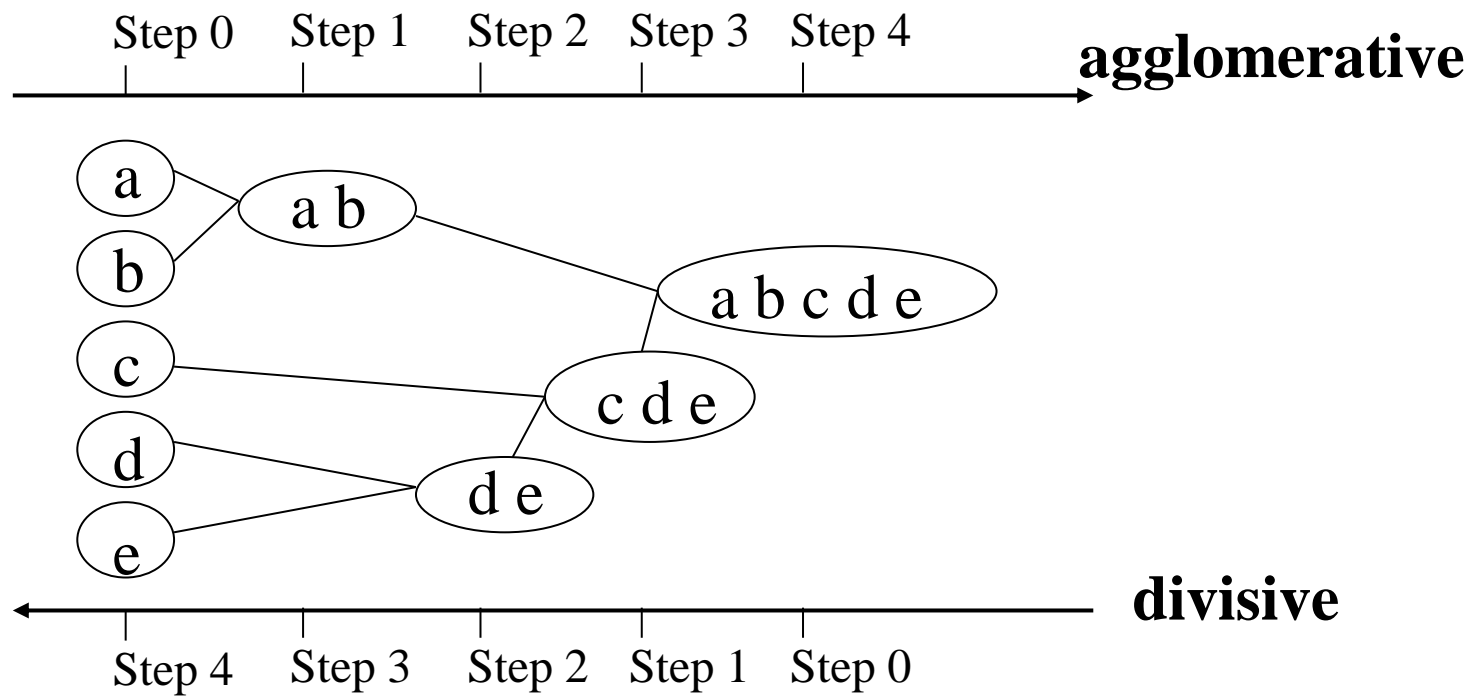 Step 0 Step 1 Step 2 Step 3 Step 4
agglomerative
a
a b
b
a b c d e
c
c d e
d
d e
e
divisive
Step 4 Step 3 Step 2 Step 1 Step 0